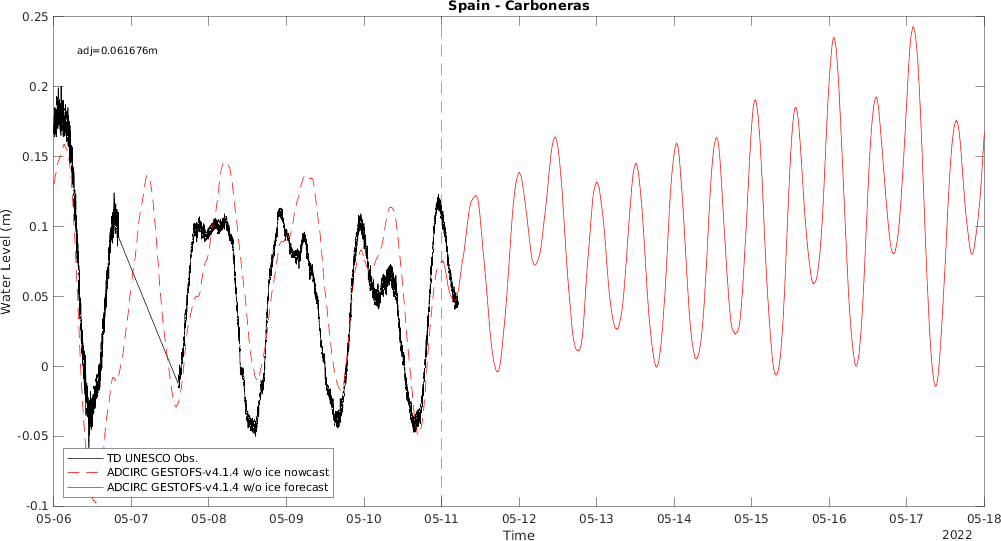 Spain - Carboneras
adj=0.061676m
0.25
0.2
0.15
0.1
0.05
0
-0.05
-0.1
Water Level (m)
TD UNESCO Obs.
ADCIRC GESTOFS-v4.1.4 w/o ice nowcast
ADCIRC GESTOFS-v4.1.4 w/o ice forecast
05-06 05-07 05-08 05-09 05-10 05-11 05-12 05-13 05-14 05-15 05-16 05-17 05-18
Time
2022